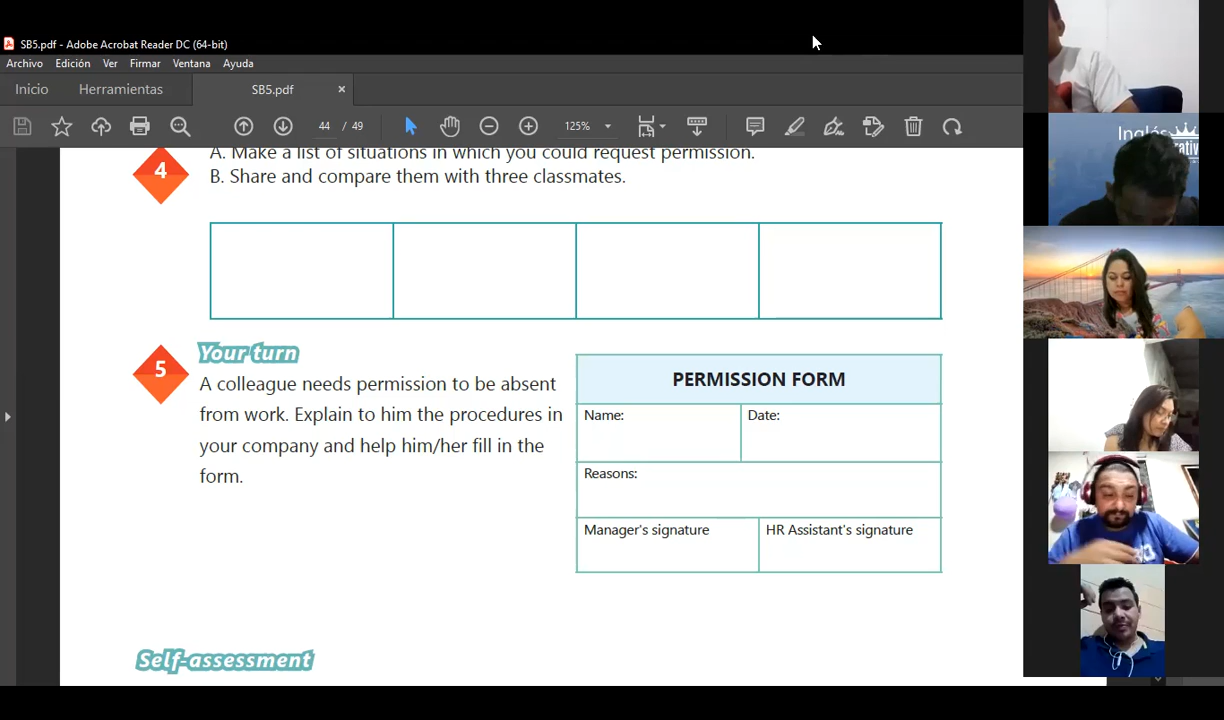 SB5.pdf - Adobe Acrobat Reader DC (64-bit)
Archivo Edición Ver Firmar Ventana Ayuda
Inicio Herramientas SB5.pdf ×
44 / 49 125%
4
A. Make a list of situations in which you could request permission.
B. Share and compare them with three classmates.
5
Your turn
A colleague needs permission to be absent
from work. Explain to him the procedures in
your company and help him/her fill in the
form.
PERMISSION FORM
Name: Date:
Reasons:
Manager's signature HR Assistant's signature
Self-assessment
Inglés